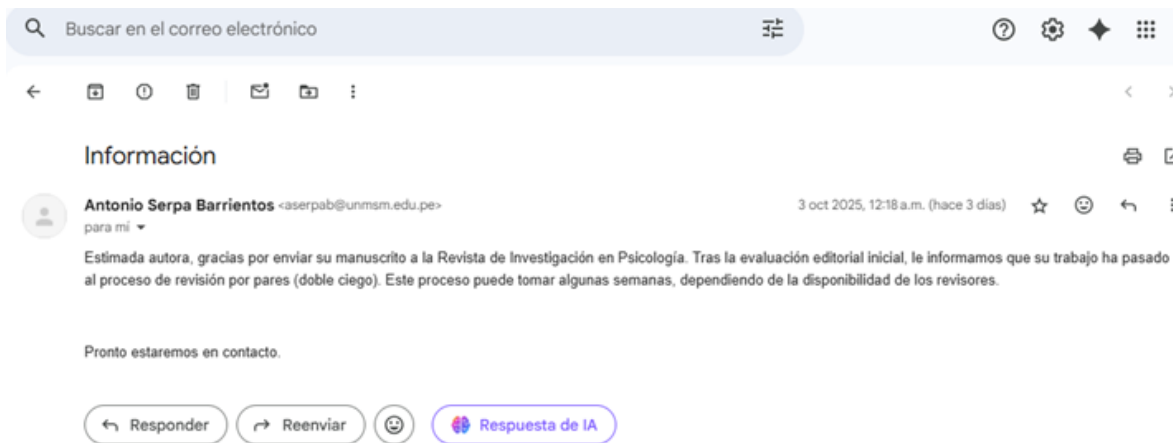 Buscar en el correo electrónico
Información
Antonio Serpa Barrientos <aserpab@unmsm.edu.pe> 3 oct 2025, 12:18 a.m. (hace 3 días)
para mí
Estimada autora, gracias por enviar su manuscrito a la Revista de Investigación en Psicología. Tras la evaluación editorial inicial, le informamos que su trabajo ha pasado
al proceso de revisión por pares (doble ciego). Este proceso puede tomar algunas semanas, dependiendo de la disponibilidad de los revisores.
Pronto estaremos en contacto.
Responder Reenviar Respuesta de IA